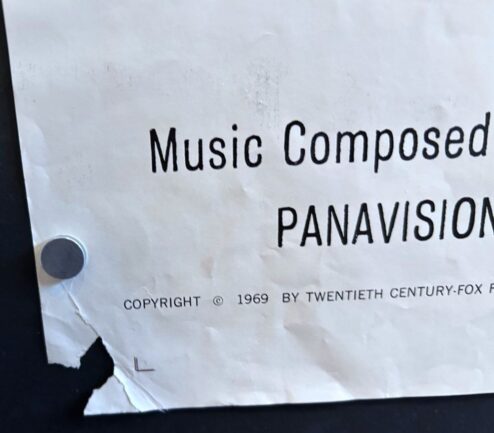 Music Composed
PANAVISION
COPYRIGHT © 1969 BY TWENTIETH CENTURY-FOX